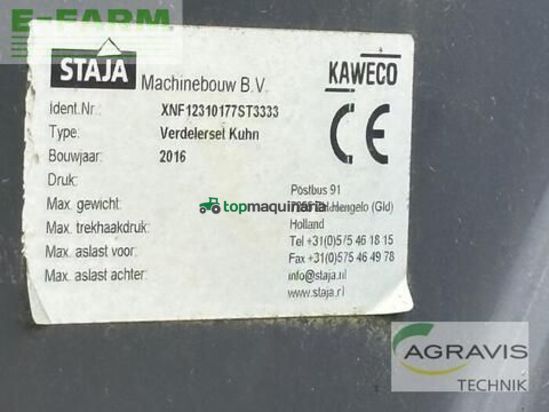 E-FARM
STAJA Machinebouw B.V.
KAWECO
CE
Ident.Nr.: XNF12310177ST3333
Type: Verdelerset Kuhn
Bouwjaar: 2016
Druk:
Max. gewicht:
Max. trekhaakdruk:
Max. aslast voor:
Max. aslast achter:
Postbus 91
Hengelo (Gld)
Holland
Tel +31(0)575 46 18 15
Fax +31(0)575 46 49 78
info@staja.nl
www.staja.nl
topmaquinaria
AGRAVIS
TECHNIK